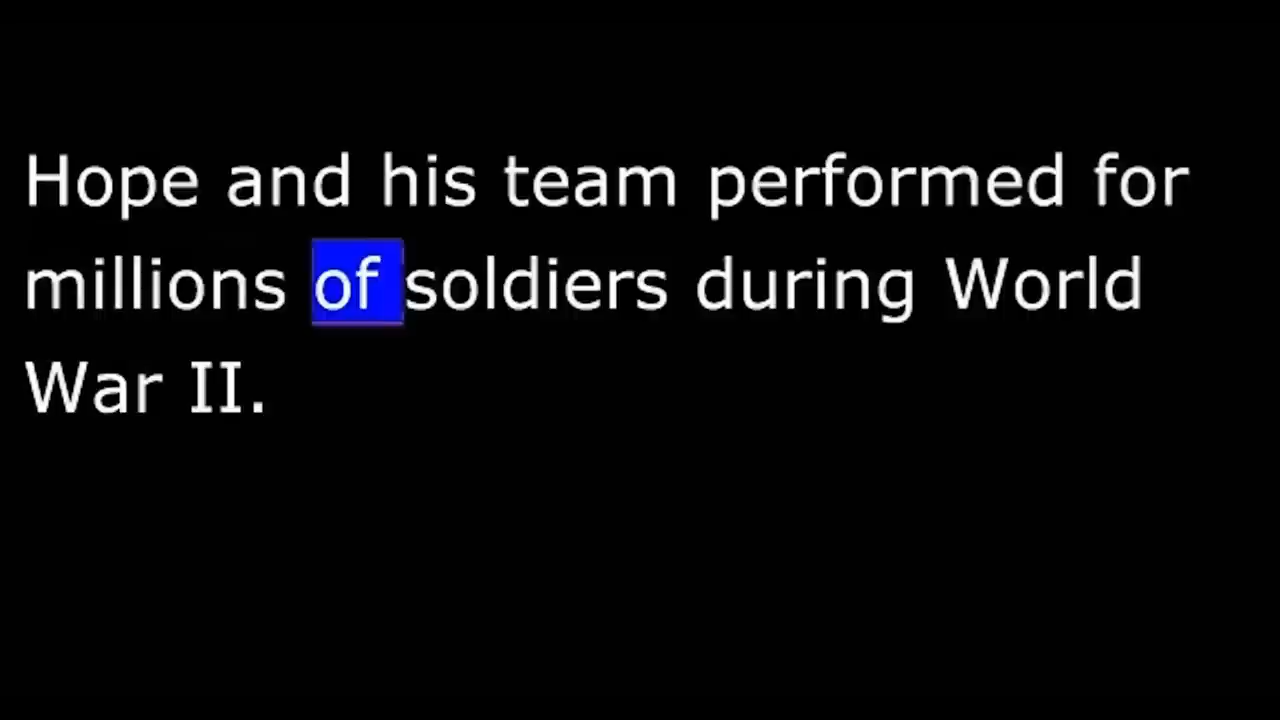 Hope and his team performed for
millions of soldiers during World
War II.